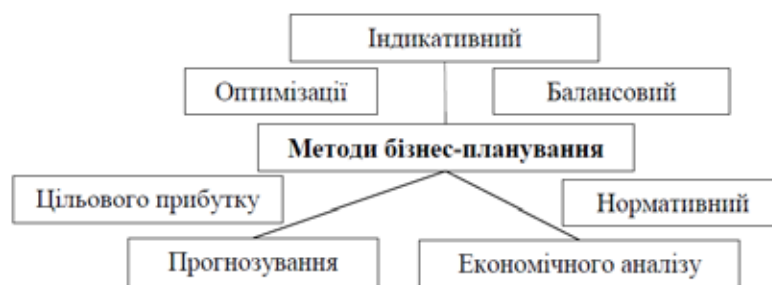 Індикативний
Оптимізації
Балансовий
Методи бізнес-планування
Цільового прибутку
Нормативний
Прогнозування
Економічного аналізу